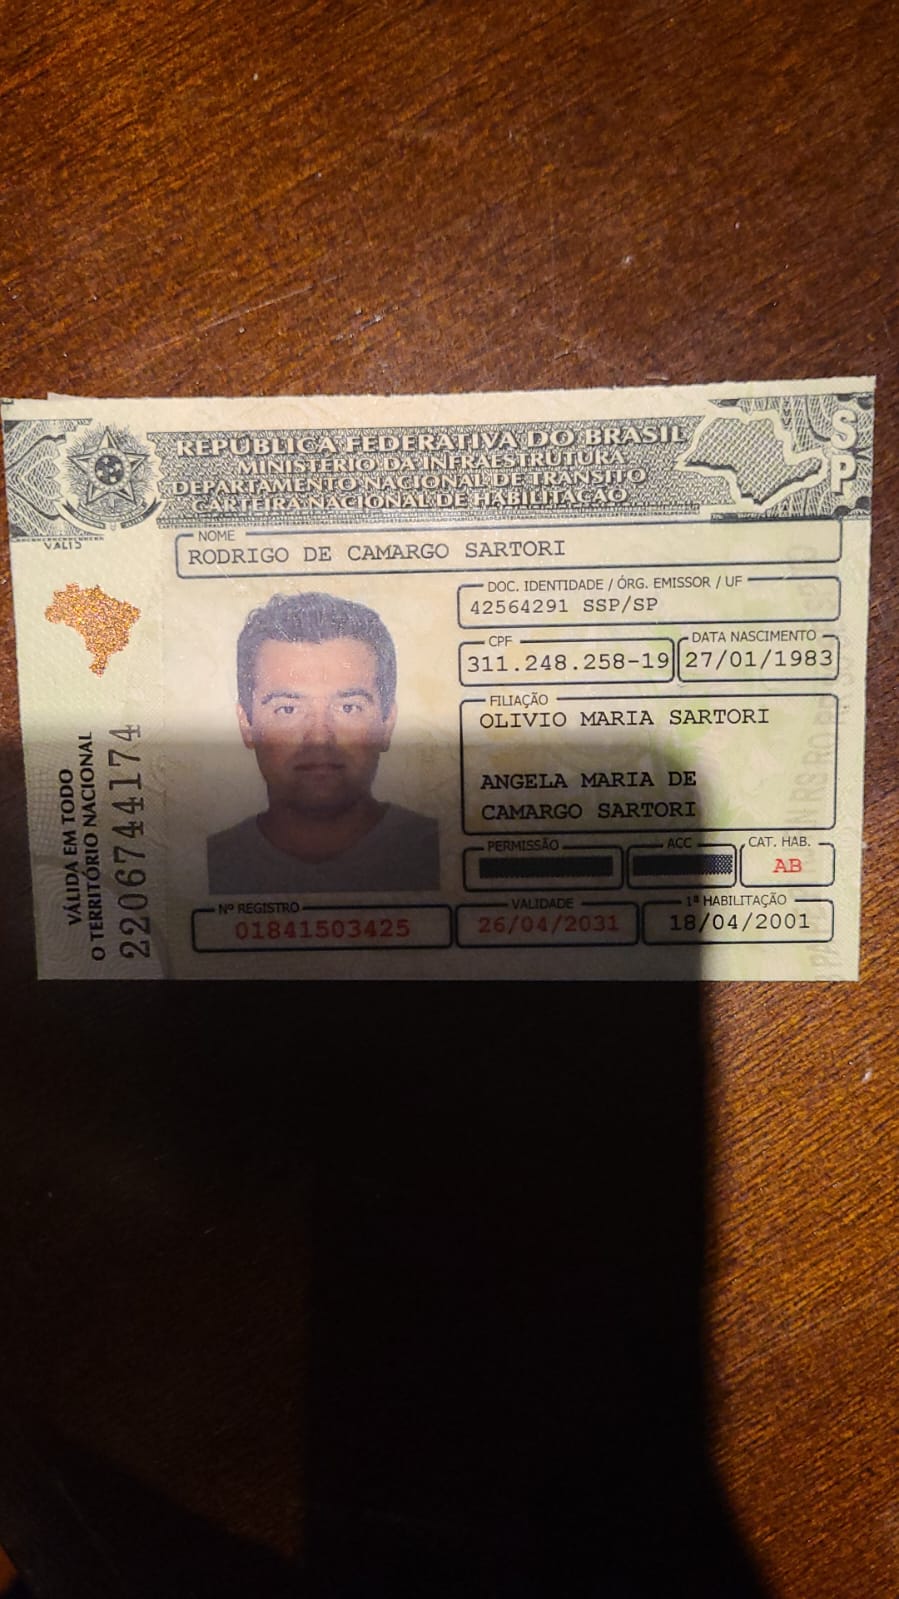 REPÚBLICA FEDERATIVA DO BRASIL
MINISTÉRIO DA INFRAESTRUTURA
DEPARTAMENTO NACIONAL DE TRÂNSITO
CARTEIRA NACIONAL DE HABILITAÇÃO
SP
NOME
RODRIGO DE CAMARGO SARTORI
DOC. IDENTIDADE / ÓRG. EMISSOR / UF
42564291 SSP/SP
CPF
311.248.258-19
DATA NASCIMENTO
27/01/1983
FILIAÇÃO
OLIVIO MARIA SARTORI
ANGELA MARIA DE
CAMARGO SARTORI
PERMISSÃO
ACC
CAT. HAB.
AB
Nº REGISTRO
01841503425
VALIDADE
26/04/2031
1ª HABILITAÇÃO
18/04/2001
VÁLIDA EM TODO
O TERRITÓRIO NACIONAL
2206744174